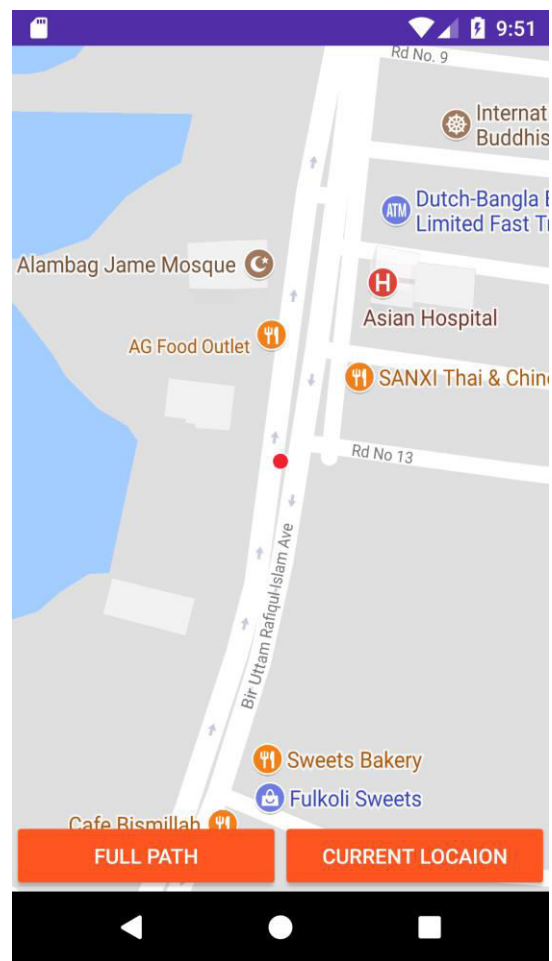 9:51
Rd No. 9
Internat
Buddhis
ATM
Dutch-Bangla
Limited Fast
Alambag Jame Mosque
H
Asian Hospital
AG Food Outlet
SANXI Thai & Chin
Rd No 13
Bir Uttam Rafiqul-Islam Ave
Sweets Bakery
Fulkoli Sweets
Cafe Bismillah
FULL PATH
CURRENT LOCAION